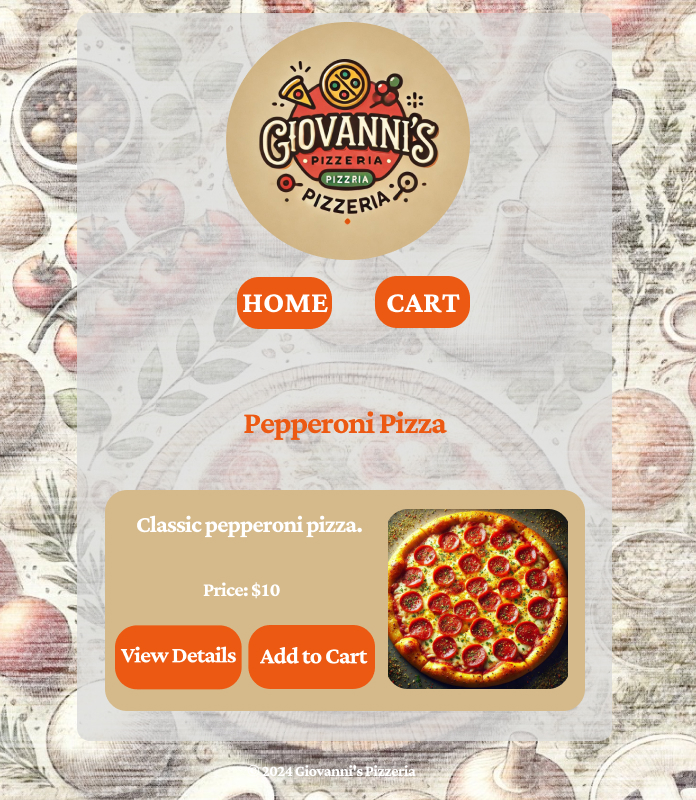 GIOVANNI'S
PIZZERIA
PIZZRIA
PIZZERIA
HOME
CART
Pepperoni Pizza
Classic pepperoni pizza.
Price: $10
View Details
Add to Cart
© 2024 Giovanni's Pizzeria